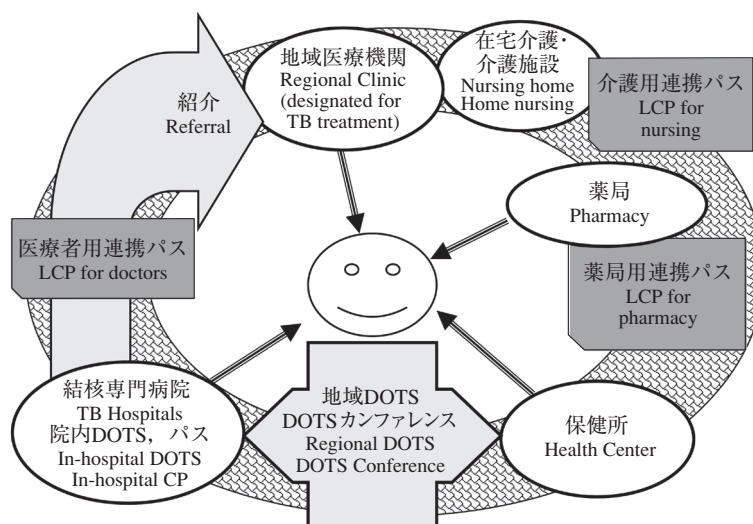 地域医療機関
Regional Clinic
(designated for
TB treatment)
在宅介護・
介護施設
Nursing home
Home nursing
介護用連携パス
LCP for
nursing
紹介
Referral
薬局
Pharmacy
医療者用連携パス
LCP for doctors
薬局用連携パス
LCP for
pharmacy
結核専門病院
TB Hospitals
院内DOTS，パス
In-hospital DOTS
In-hospital CP
地域DOTS
DOTSカンファレンス
Regional DOTS
DOTS Conference
保健所
Health Center